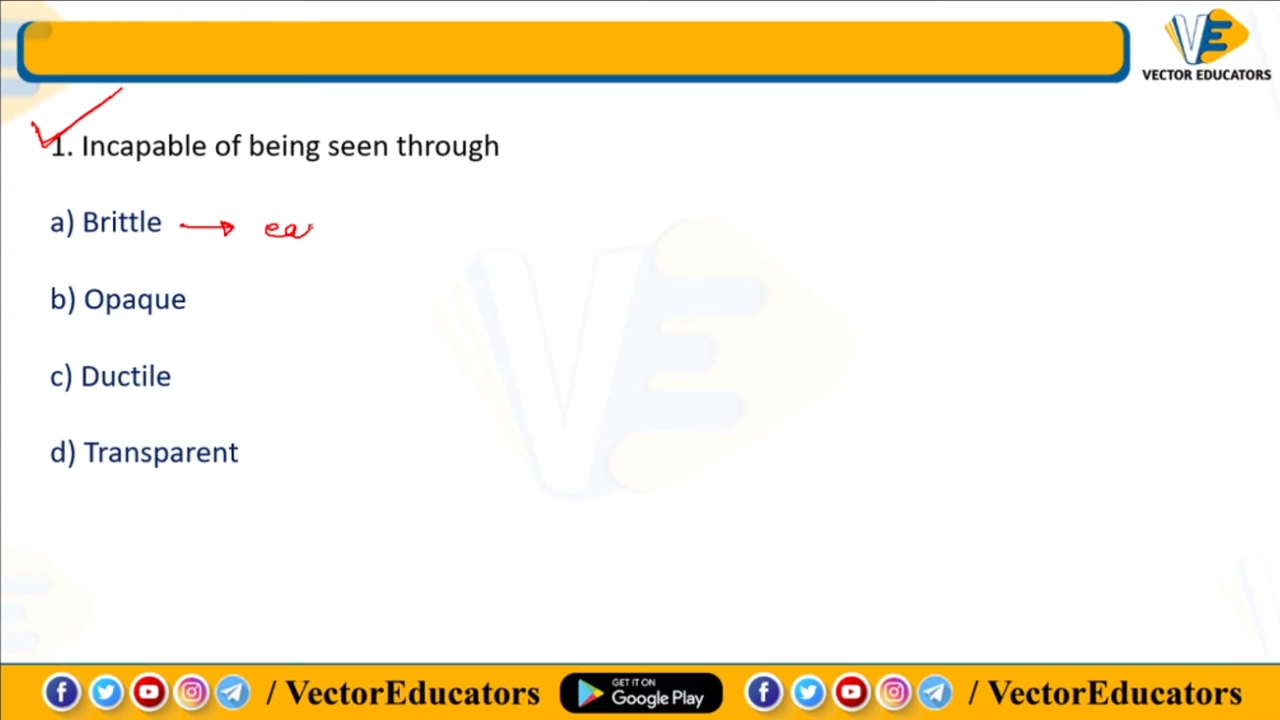 VECTOR EDUCATORS
1. Incapable of being seen through
a) Brittle → ea
b) Opaque
c) Ductile
d) Transparent
/ VectorEducators GET IT ON Google Play / VectorEducators